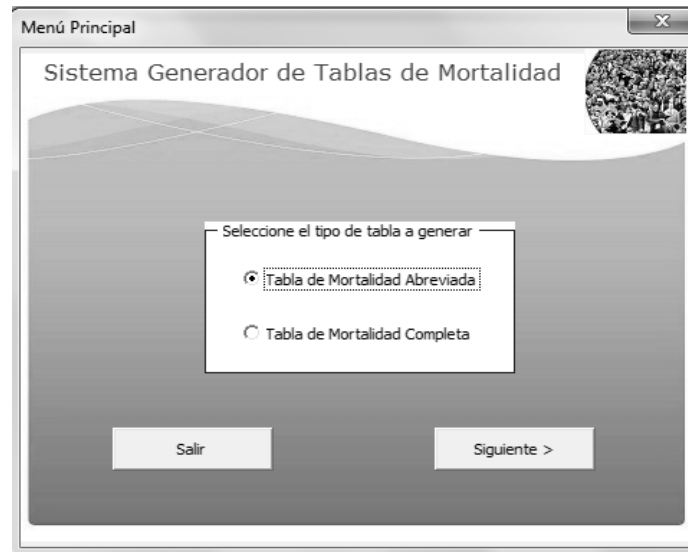 Menú Principal
Sistema Generador de Tablas de Mortalidad
Seleccione el tipo de tabla a generar
Tabla de Mortalidad Abreviada
Tabla de Mortalidad Completa
Salir
Siguiente >